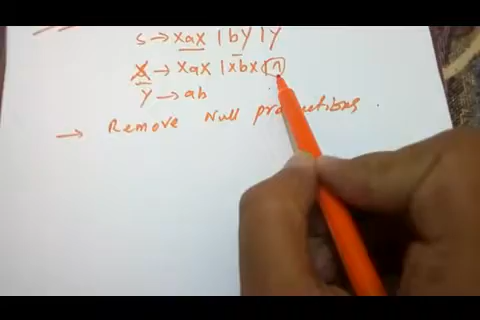 S → XaX | bY | Y
X → XaX | XbX | ∧
Y → ab
→ Remove Null productions.